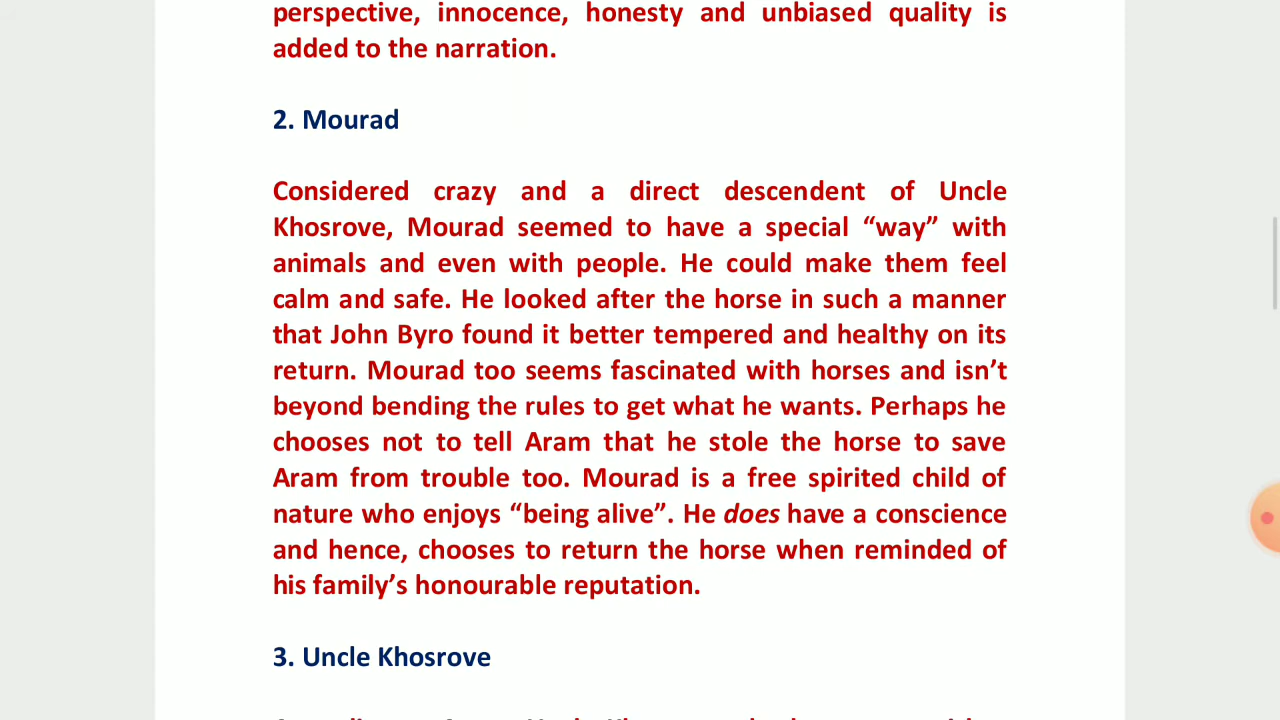 perspective, innocence, honesty and unbiased quality is
added to the narration.
2. Mourad
Considered crazy and a direct descendent of Uncle
Khosrove, Mourad seemed to have a special “way” with
animals and even with people. He could make them feel
calm and safe. He looked after the horse in such a manner
that John Byro found it better tempered and healthy on its
return. Mourad too seems fascinated with horses and isn’t
beyond bending the rules to get what he wants. Perhaps he
chooses not to tell Aram that he stole the horse to save
Aram from trouble too. Mourad is a free spirited child of
nature who enjoys “being alive”. He does have a conscience
and hence, chooses to return the horse when reminded of
his family’s honourable reputation.
3. Uncle Khosrove